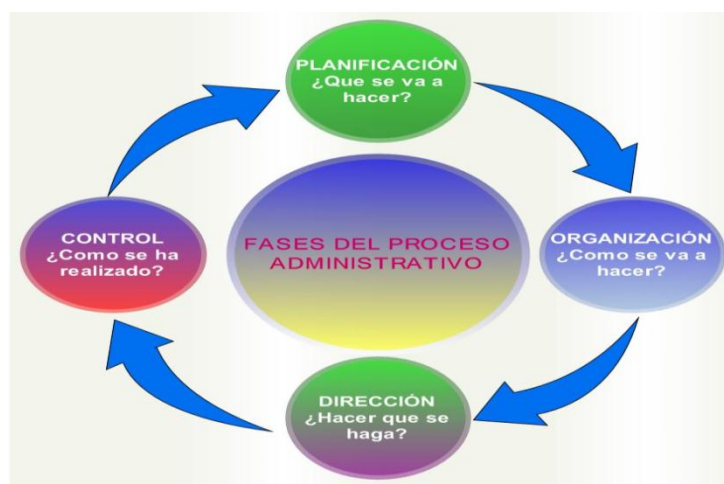 PLANIFICACIÓN
¿Que se va a
hacer?
ORGANIZACIÓN
¿Como se va a
hacer?
DIRECCIÓN
¿Hacer que se
haga?
CONTROL
¿Como se ha
realizado?
FASES DEL PROCESO
ADMINISTRATIVO